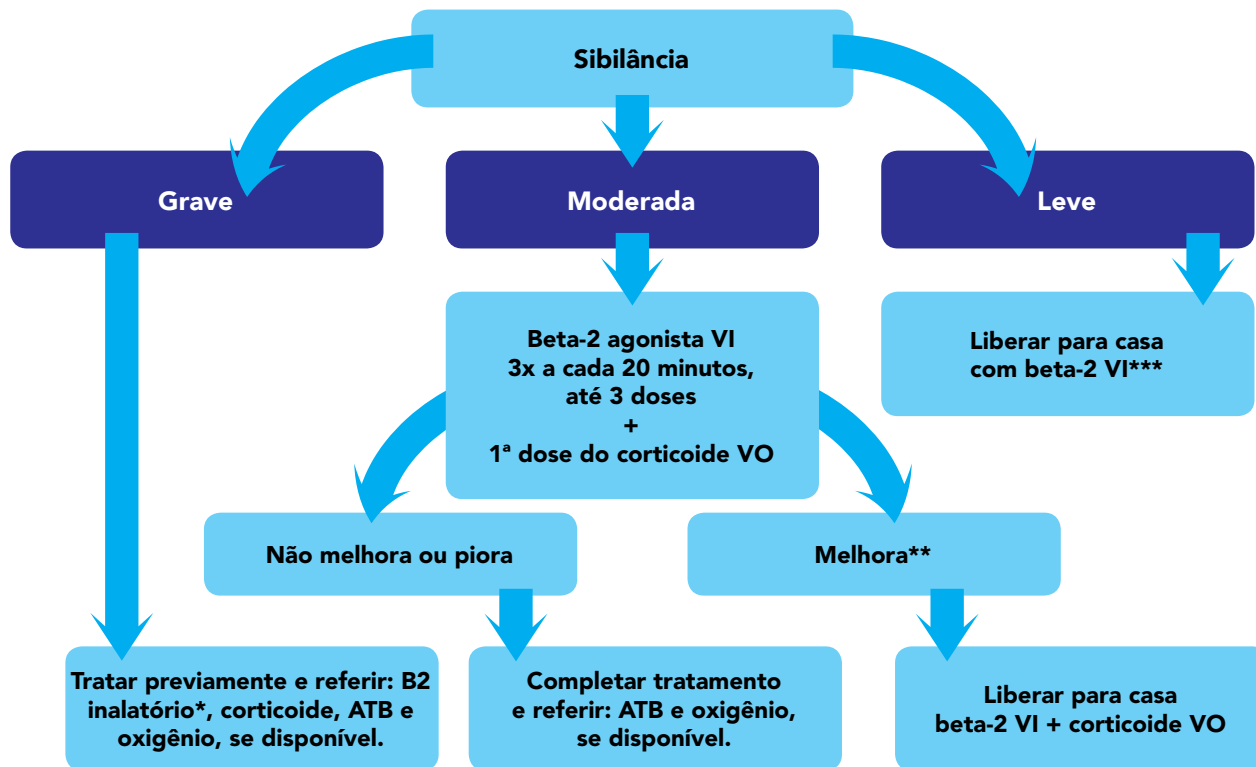 Sibilância
Grave
Moderada
Leve
Beta-2 agonista VI
3x a cada 20 minutos,
até 3 doses
+
1ª dose do corticoide VO
Liberar para casa
com beta-2 VI***
Não melhora ou piora
Melhora**
Tratar previamente e referir: B2
inalatório*, corticoide, ATB e
oxigênio, se disponível.
Completar tratamento
e referir: ATB e oxigênio,
se disponível.
Liberar para casa
beta-2 VI + corticoide VO